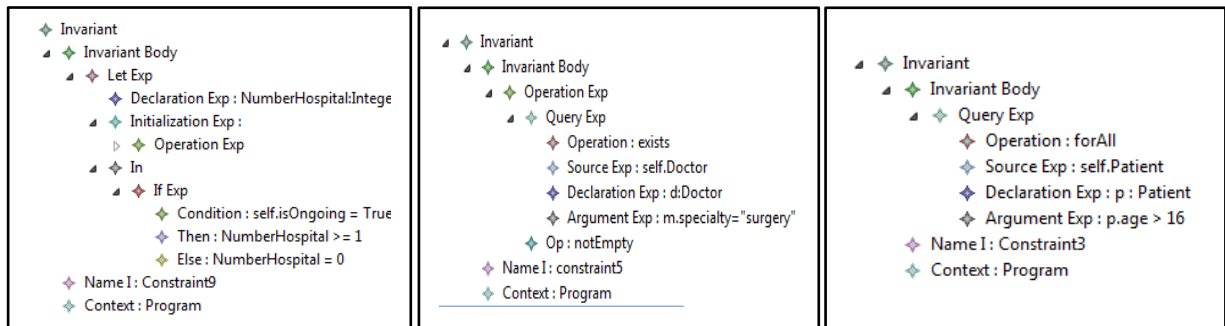 Invariant
Invariant Body
Let Exp
Declaration Exp : NumberHospital:Intege
Initialization Exp :
Operation Exp
In
If Exp
Condition : self.isOngoing = True
Then : NumberHospital >= 1
Else : NumberHospital = 0
Name I : Constraint9
Context : Program
Invariant
Invariant Body
Operation Exp
Query Exp
Operation : exists
Source Exp : self.Doctor
Declaration Exp : d:Doctor
Argument Exp : m.specialty="surgery"
Op : notEmpty
Name I : constraint5
Context : Program
Invariant
Invariant Body
Query Exp
Operation : forAll
Source Exp : self.Patient
Declaration Exp : p : Patient
Argument Exp : p.age > 16
Name I : Constraint3
Context : Program